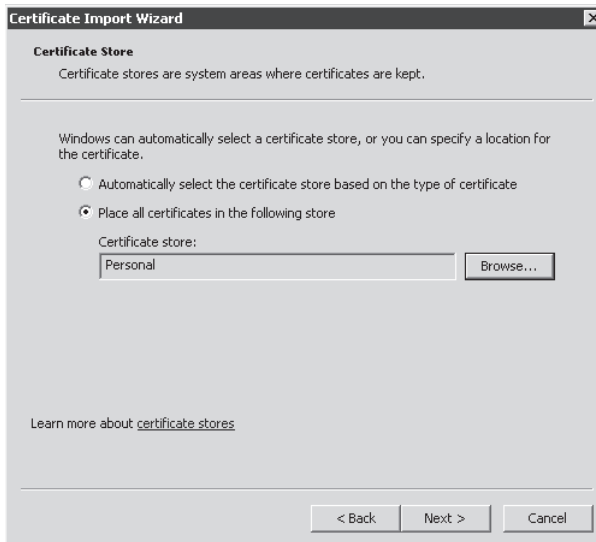 Certificate Import Wizard
Certificate Store
Certificate stores are system areas where certificates are kept.
Windows can automatically select a certificate store, or you can specify a location for
the certificate.
Automatically select the certificate store based on the type of certificate
Place all certificates in the following store
Certificate store:
Personal
Browse...
Learn more about certificate stores
< Back
Next >
Cancel